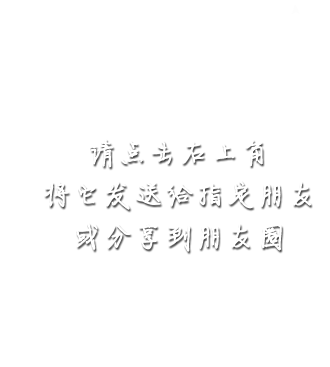 请点击右上角
将它发送给指定朋友
或分享到朋友圈